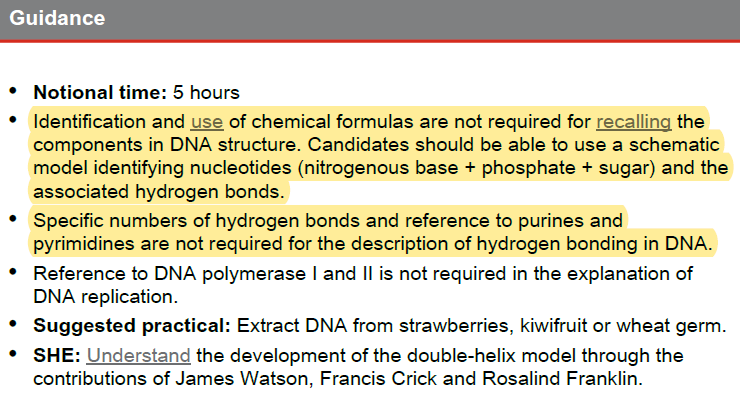 Guidance
• Notional time: 5 hours
• Identification and use of chemical formulas are not required for recalling the
components in DNA structure. Candidates should be able to use a schematic
model identifying nucleotides (nitrogenous base + phosphate + sugar) and the
associated hydrogen bonds.
• Specific numbers of hydrogen bonds and reference to purines and
pyrimidines are not required for the description of hydrogen bonding in DNA.
• Reference to DNA polymerase I and II is not required in the explanation of
DNA replication.
• Suggested practical: Extract DNA from strawberries, kiwifruit or wheat germ.
• SHE: Understand the development of the double-helix model through the
contributions of James Watson, Francis Crick and Rosalind Franklin.